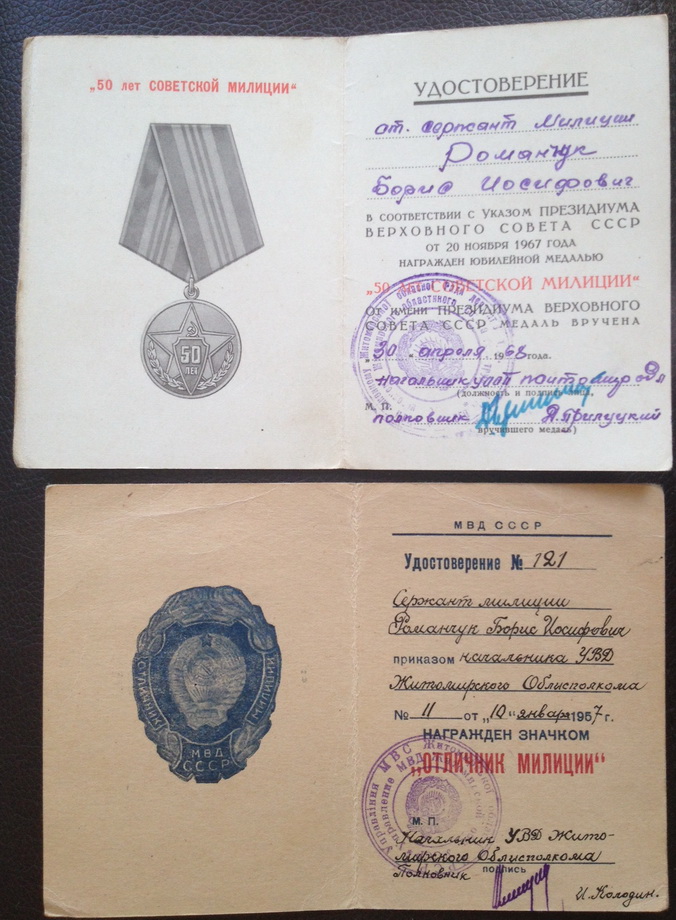 „50 лет СОВЕТСКОЙ МИЛИЦИИ“
50
ЛЕТ
УДОСТОВЕРЕНИЕ
ст. сержант Милиции
Романчук
Борис Иосифович
В СООТВЕТСТВИИ С УКАЗОМ ПРЕЗИДИУМА
ВЕРХОВНОГО СОВЕТА СССР
ОТ 20 НОЯБРЯ 1967 ГОДА
НАГРАЖДЕН ЮБИЛЕЙНОЙ МЕДАЛЬЮ
„50 ЛЕТ СОВЕТСКОЙ МИЛИЦИИ“
ОТ ИМЕНИ ПРЕЗИДИУМА ВЕРХОВНОГО
СОВЕТА СССР МЕДАЛЬ ВРУЧЕНА
„30 „ апреля 1968 года.
(должность и подпись лица,
М. П.
полковник А. Прилуцкий
вручившего медаль)
ОТЛИЧНИК МИЛИЦИИ
МВД
СССР
МВД СССР
Удостоверение № 121
Сержант милиции
Романчук Борис Иосифович
приказом начальника УВД
Житомирского Облисполкома
№ 11 от „10“ января 1957 г.
НАГРАЖДЕН ЗНАЧКОМ
"ОТЛИЧНИК МИЛИЦИИ"
М. П.
Начальник УВД Жито-
мирского Облисполкома
подпись
Полковник
И. Колодин.